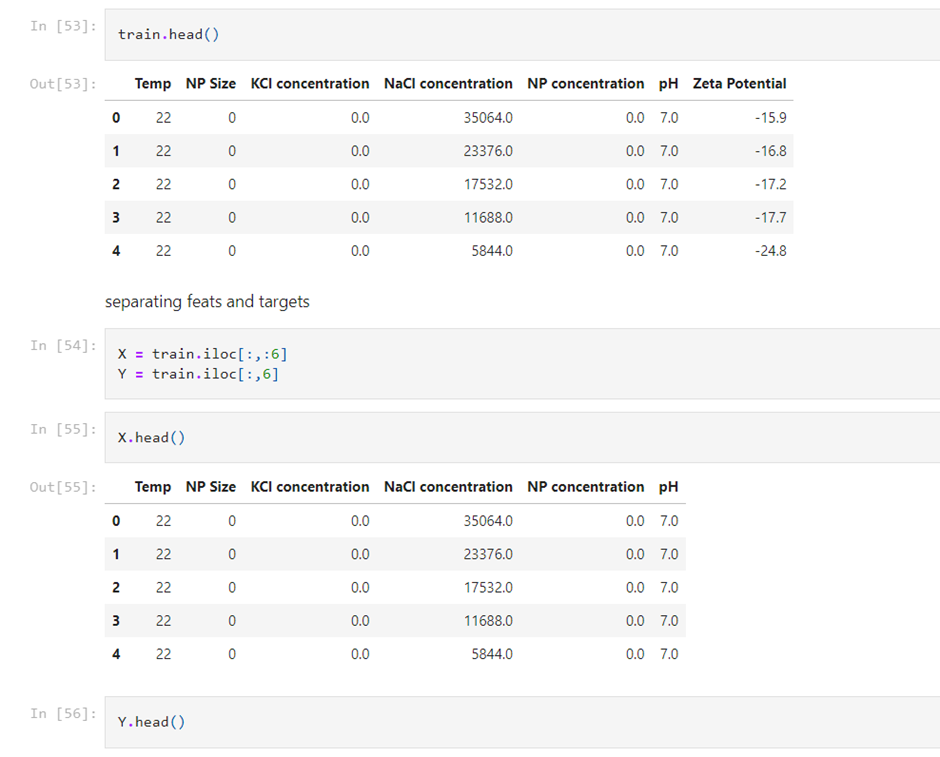 In [53]: train.head()
Out[53]: Temp NP Size KCl concentration NaCl concentration NP concentration pH Zeta Potential
0 22 0 0.0 35064.0 0.0 7.0 -15.9
1 22 0 0.0 23376.0 0.0 7.0 -16.8
2 22 0 0.0 17532.0 0.0 7.0 -17.2
3 22 0 0.0 11688.0 0.0 7.0 -17.7
4 22 0 0.0 5844.0 0.0 7.0 -24.8
separating feats and targets
In [54]: X = train.iloc[:,:6]
Y = train.iloc[:,6]
In [55]: X.head()
Out[55]: Temp NP Size KCl concentration NaCl concentration NP concentration pH
0 22 0 0.0 35064.0 0.0 7.0
1 22 0 0.0 23376.0 0.0 7.0
2 22 0 0.0 17532.0 0.0 7.0
3 22 0 0.0 11688.0 0.0 7.0
4 22 0 0.0 5844.0 0.0 7.0
In [56]: Y.head()